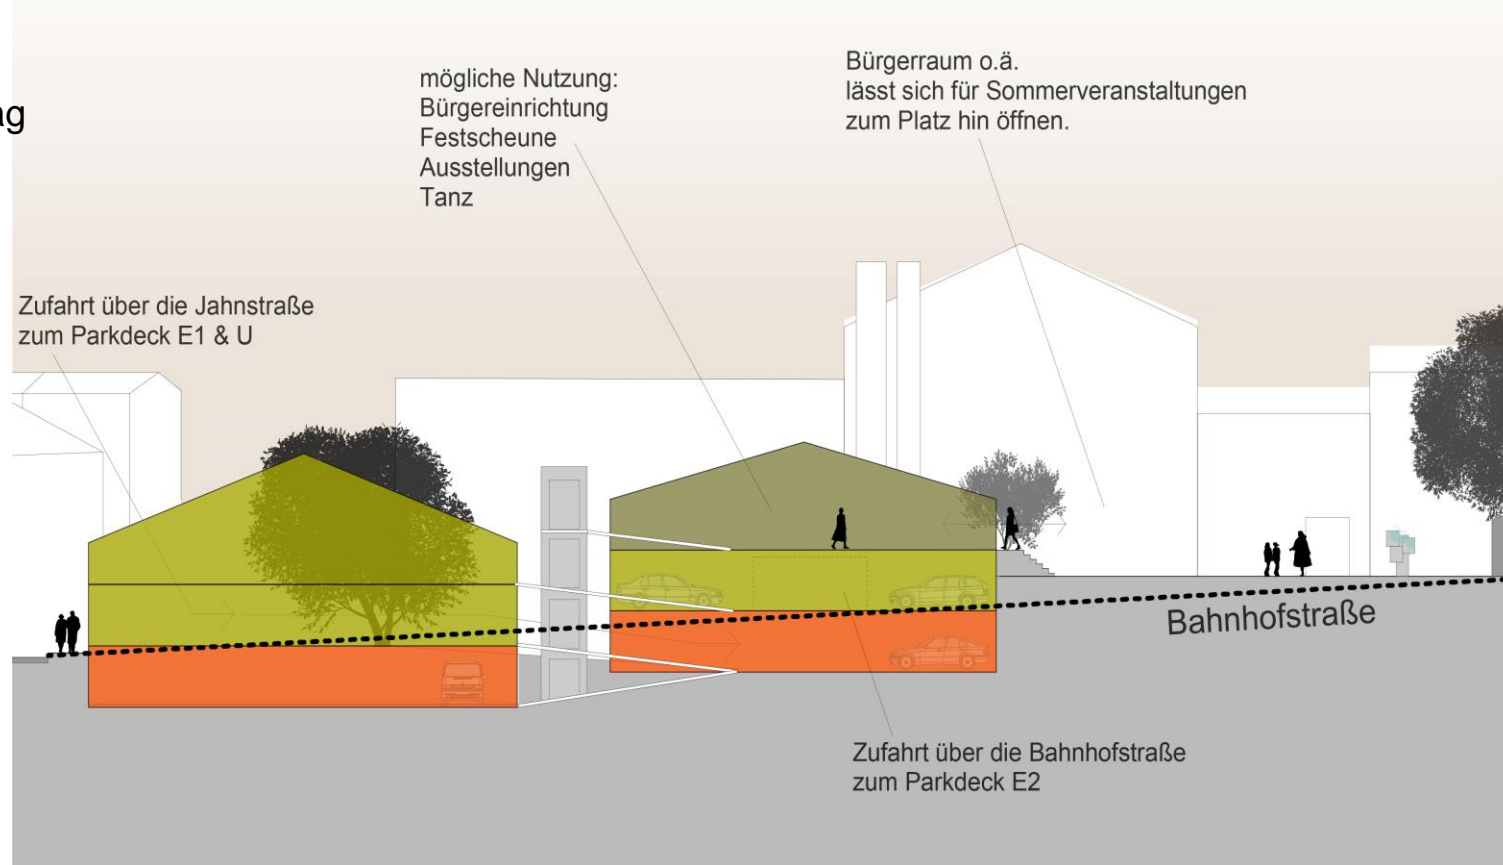 mögliche Nutzung:
Bürgereinrichtung
Festscheune
Ausstellungen
Tanz
Bürgerraum o.ä.
lässt sich für Sommerveranstaltungen
zum Platz hin öffnen.
Zufahrt über die Jahnstraße
zum Parkdeck E1 & U
Bahnhofstraße
Zufahrt über die Bahnhofstraße
zum Parkdeck E2